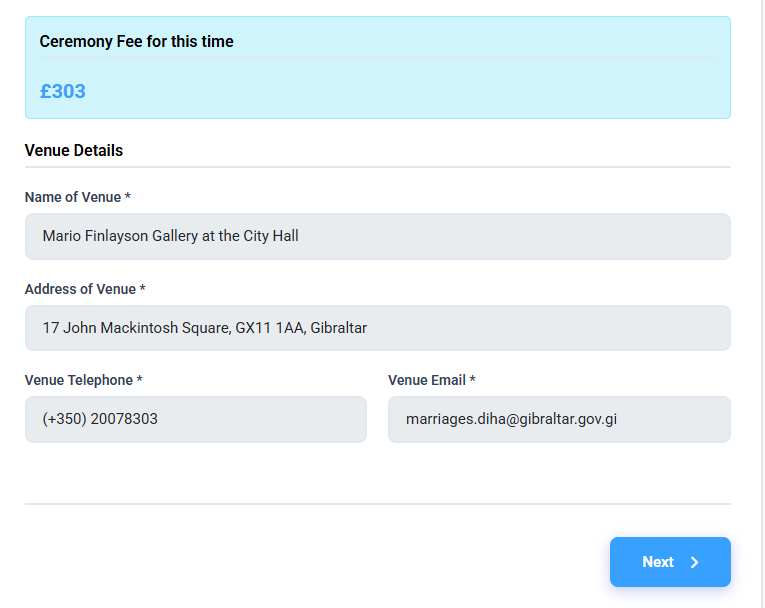 Ceremony Fee for this time
£303
Venue Details
Name of Venue *
Mario Finlayson Gallery at the City Hall
Address of Venue *
17 John Mackintosh Square, GX11 1AA, Gibraltar
Venue Telephone *
Venue Email *
(+350) 20078303
marriages.diha@gibraltar.gov.gi
Next